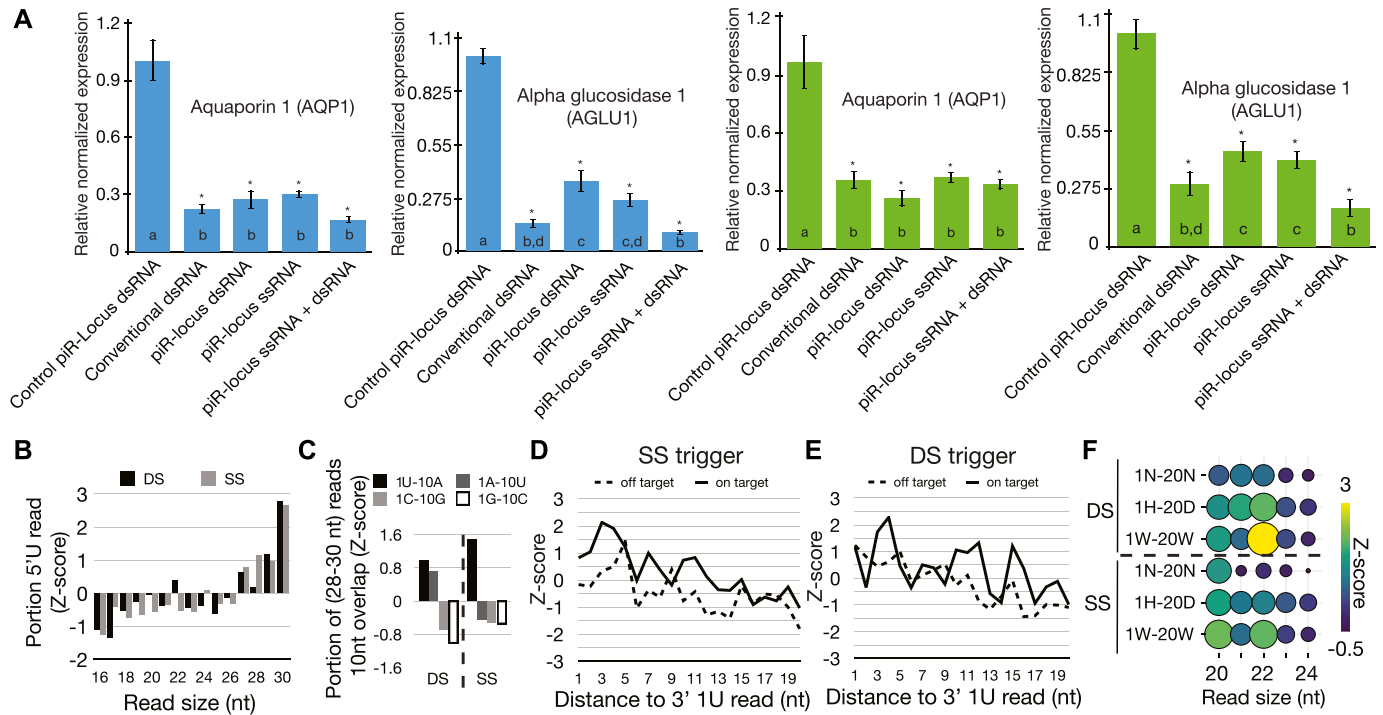 A
Relative normalized expression
1.2
0.9
0.6
0.3
0
Aquaporin 1 (AQP1)
* * * *
a b b b b
Control piR-Locus dsRNA
Conventional dsRNA
piR-locus dsRNA
piR-locus ssRNA
piR-locus ssRNA + dsRNA
Relative normalized expression
1.1
0.825
0.55
0.275
0
Alpha glucosidase 1
(AGLU1)
* * * *
a b,d c c,d b
Control piR-locus dsRNA
Conventional dsRNA
piR-locus dsRNA
piR-locus ssRNA
piR-locus ssRNA + dsRNA
Relative normalized expression
1.2
0.9
0.6
0.3
0
Aquaporin 1 (AQP1)
* * * *
a b b b b
Control piR-locus dsRNA
Conventional dsRNA
piR-locus dsRNA
piR-locus ssRNA
piR-locus ssRNA + dsRNA
Relative normalized expression
1.1
0.825
0.55
0.275
0
Alpha glucosidase 1
(AGLU1)
* * * *
a b,d c c b
Control piR-locus dsRNA
Conventional dsRNA
piR-locus dsRNA
piR-locus ssRNA
piR-locus ssRNA + dsRNA
B
DS SS
Portion 5'U read
(Z-score)
3
2
1
0
-1
-2
16 18 20 22 24 26 28 30
Read size (nt)
C
1U-10A 1A-10U
1C-10G 1G-10C
Portion of (28-30 nt) reads
10nt overlap (Z-score)
1.6
0.8
0
-0.8
-1.6
DS SS
D
SS trigger
off target on target
Z-score
3
2
1
0
-1
-2
-3
1 3 5 7 9 11 13 15 17 19
Distance to 3' 1U read (nt)
E
DS trigger
off target on target
Z-score
3
2
1
0
-1
-2
-3
1 3 5 7 9 11 13 15 17 19
Distance to 3' 1U read (nt)
F
DS
1N-20N
1H-20D
1W-20W
SS
1N-20N
1H-20D
1W-20W
20 22 24
Read size (nt)
3
Z-score
-0.5